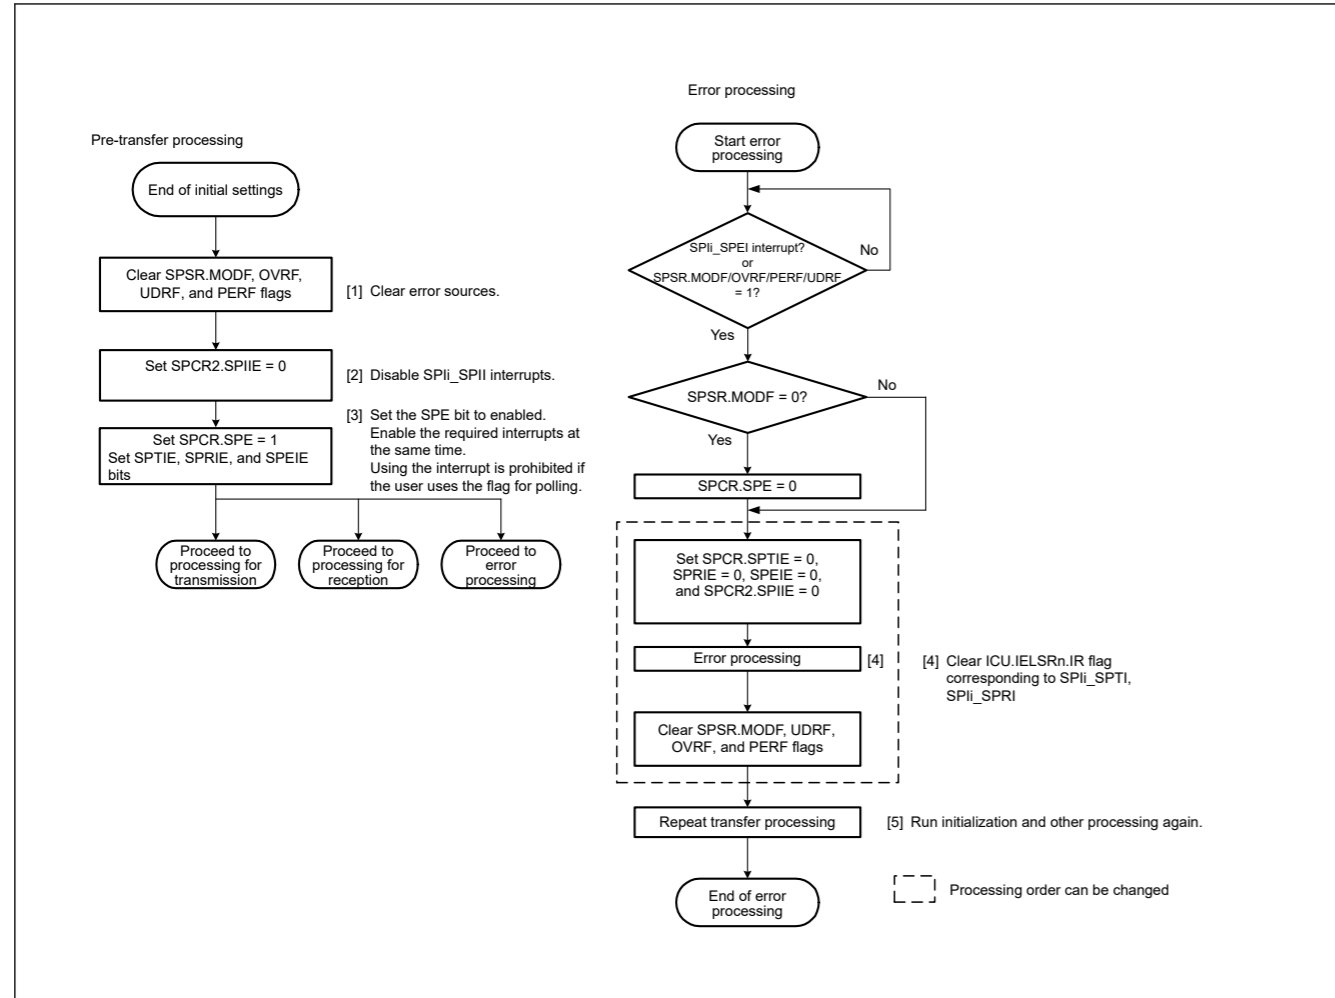 Pre-transfer processing
End of initial settings
Clear SPSR.MODF, OVRF,
UDRF, and PERF flags
[1] Clear error sources.
Set SPCR2.SPIIE = 0
[2] Disable SPIi_SPII interrupts.
Set SPCR.SPE = 1
Set SPTIE, SPRIE, and SPEIE
bits
[3] Set the SPE bit to enabled.
Enable the required interrupts at
the same time.
Using the interrupt is prohibited if
the user uses the flag for polling.
Proceed to
processing for
transmission
Proceed to
processing for
reception
Proceed to
error
processing
Error processing
Start error
processing
SPIi_SPEI interrupt?
or
SPSR.MODF/OVRF/PERF/UDRF
= 1?
No
Yes
SPSR.MODF = 0?
No
Yes
SPCR.SPE = 0
Set SPCR.SPTIE = 0,
SPRIE = 0, SPEIE = 0,
and SPCR2.SPIIE = 0
Error processing
[4]
[4] Clear ICU.IELSRn.IR flag
corresponding to SPIi_SPTI,
SPIi_SPRI
Clear SPSR.MODF, UDRF,
OVRF, and PERF flags
Repeat transfer processing
[5] Run initialization and other processing again.
End of error
processing
Processing order can be changed